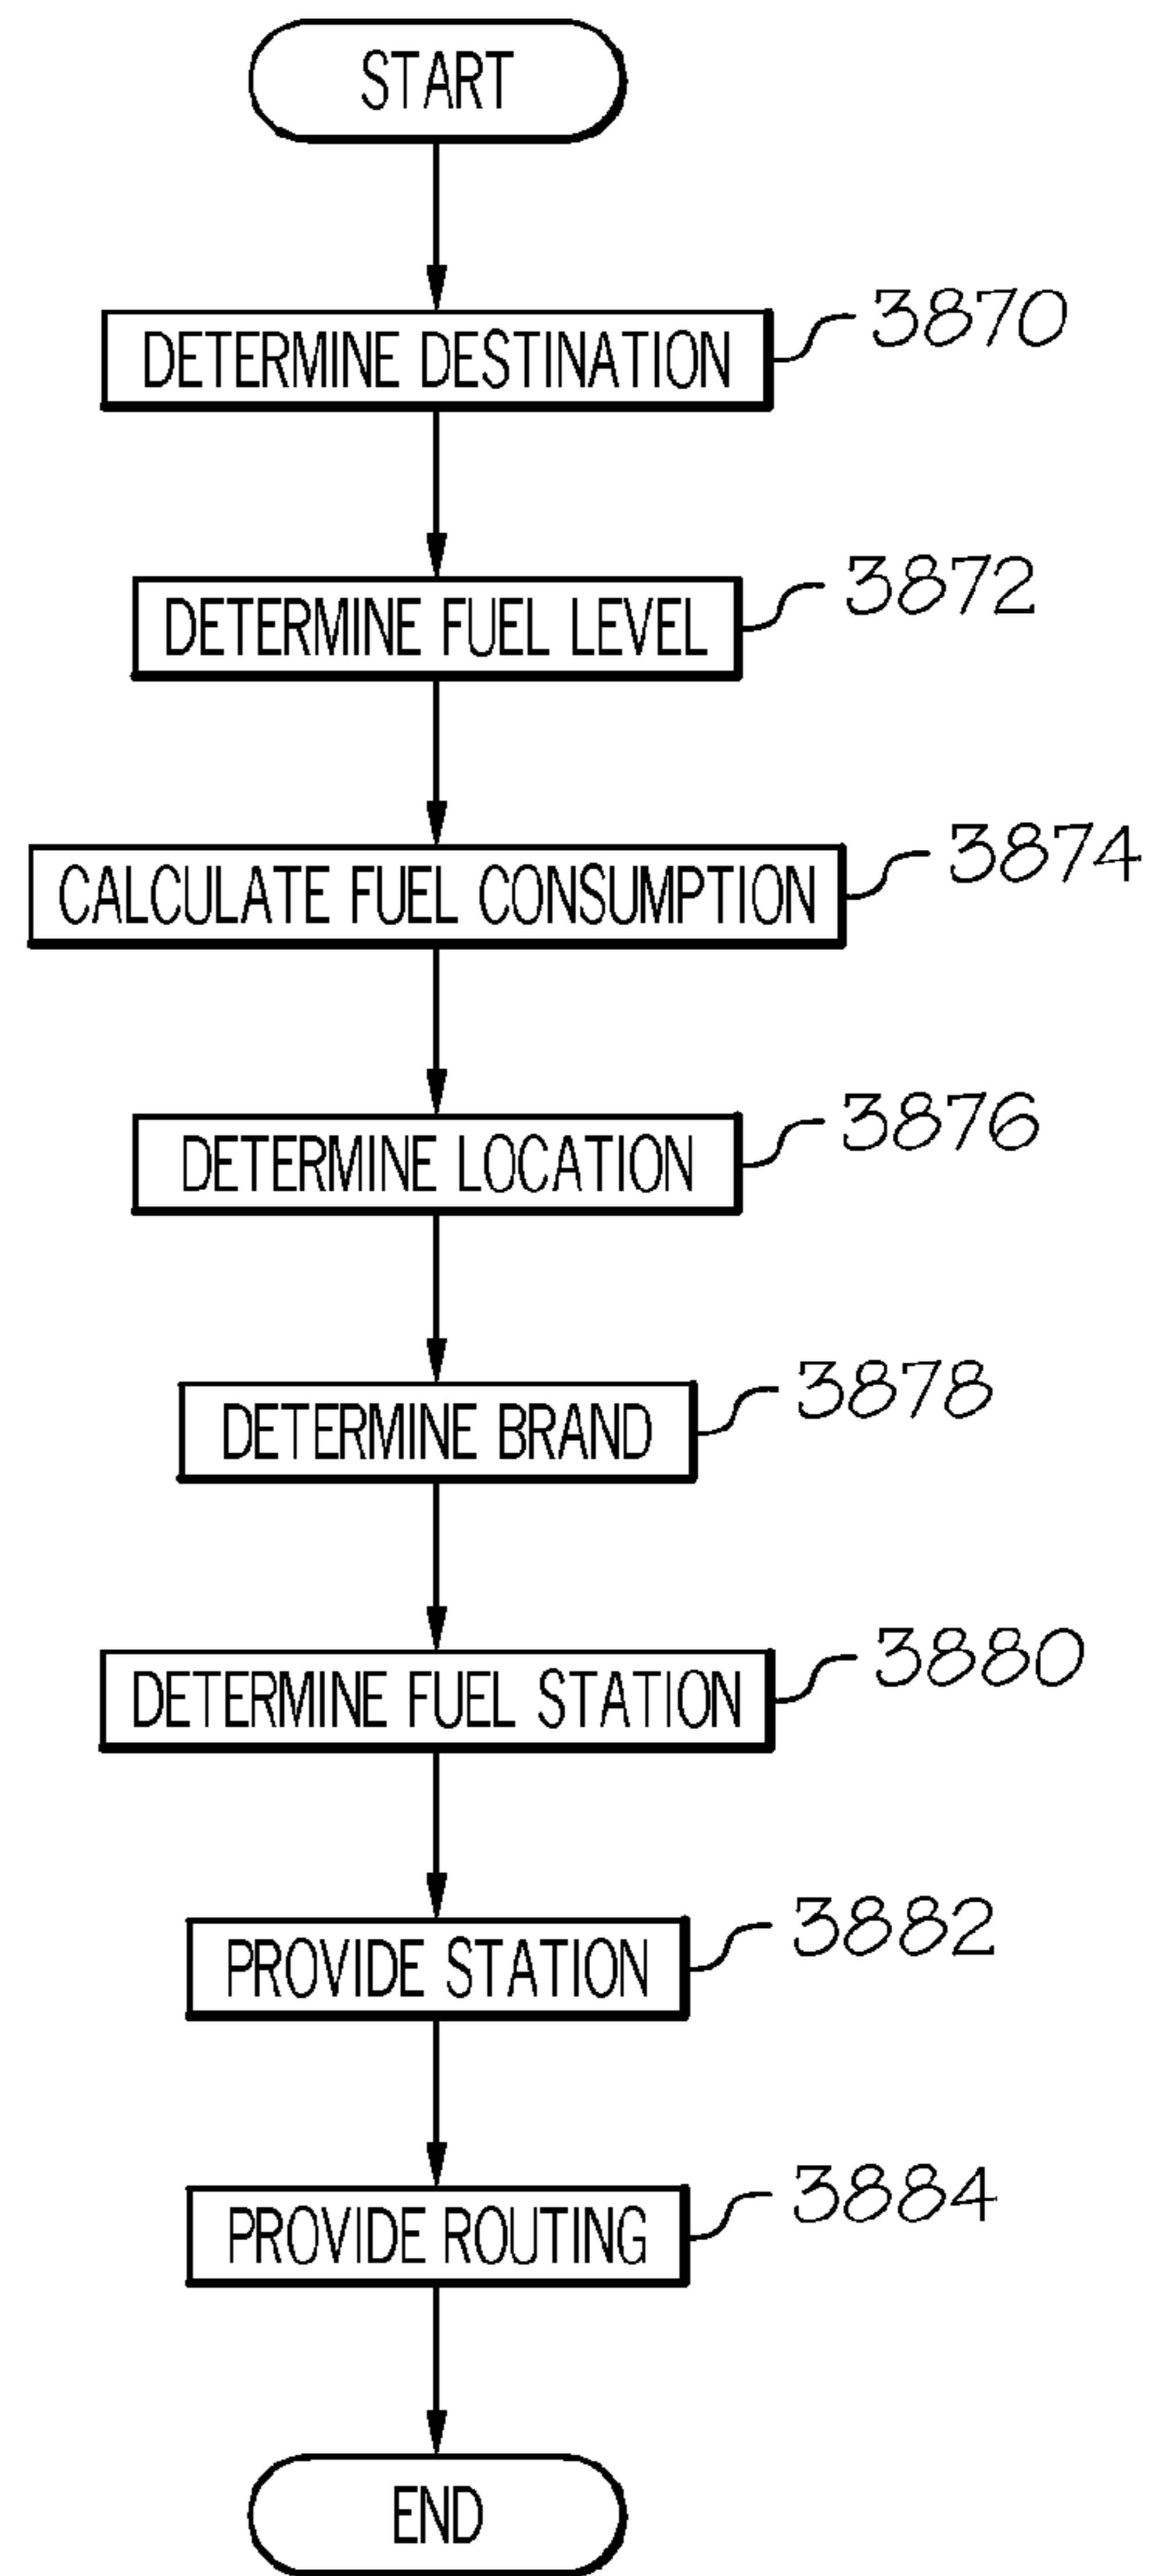 START
DETERMINE DESTINATION
3870
DETERMINE FUEL LEVEL
3872
CALCULATE FUEL CONSUMPTION
3874
DETERMINE LOCATION
3876
DETERMINE BRAND
3878
DETERMINE FUEL STATION
3880
PROVIDE STATION
3882
PROVIDE ROUTING
3884
END